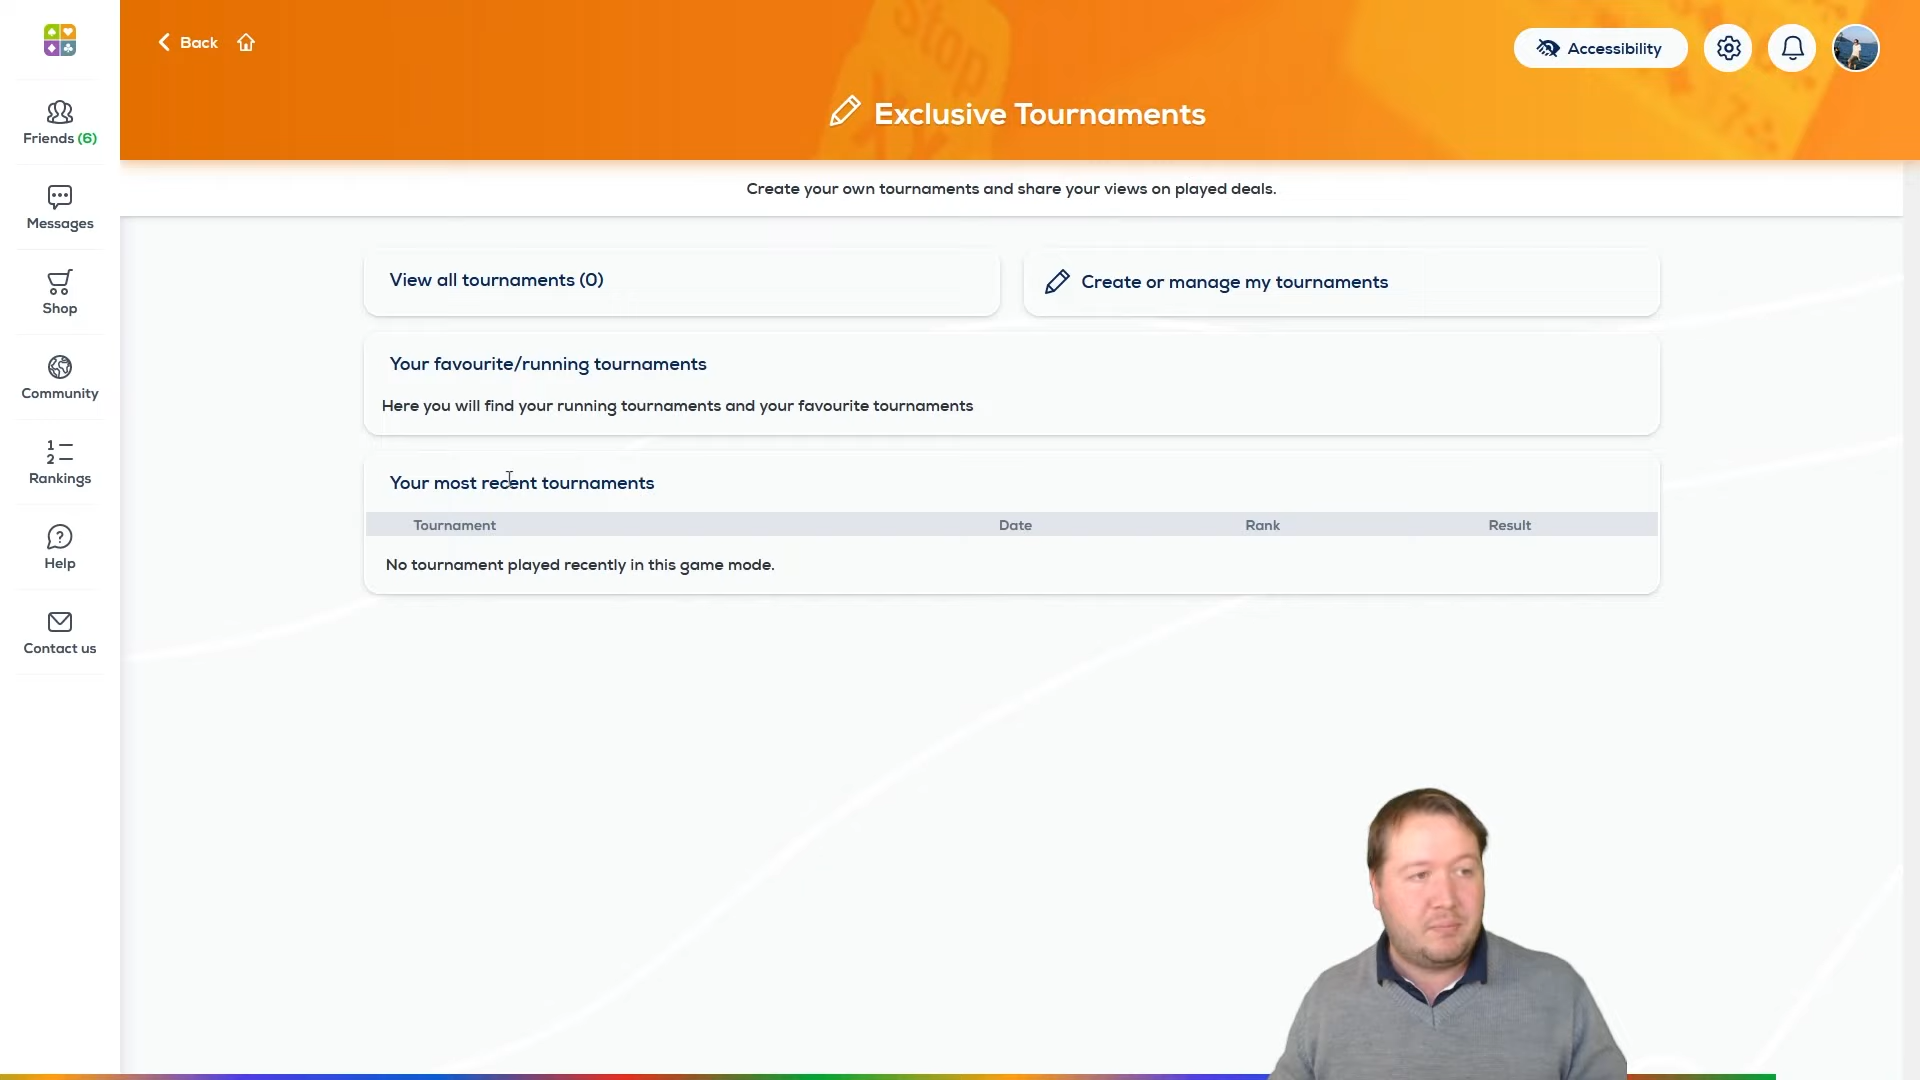 Back
Accessibility
Stop
Exclusive Tournaments
Create your own tournaments and share your views on played deals.
Friends (6)
Messages
Shop
Community
1
2
Rankings
?
Help
Contact us
View all tournaments (0)
Create or manage my tournaments
Your favourite/running tournaments
Here you will find your running tournaments and your favourite tournaments
Your most recent tournaments
Tournament Date Rank Result
No tournament played recently in this game mode.